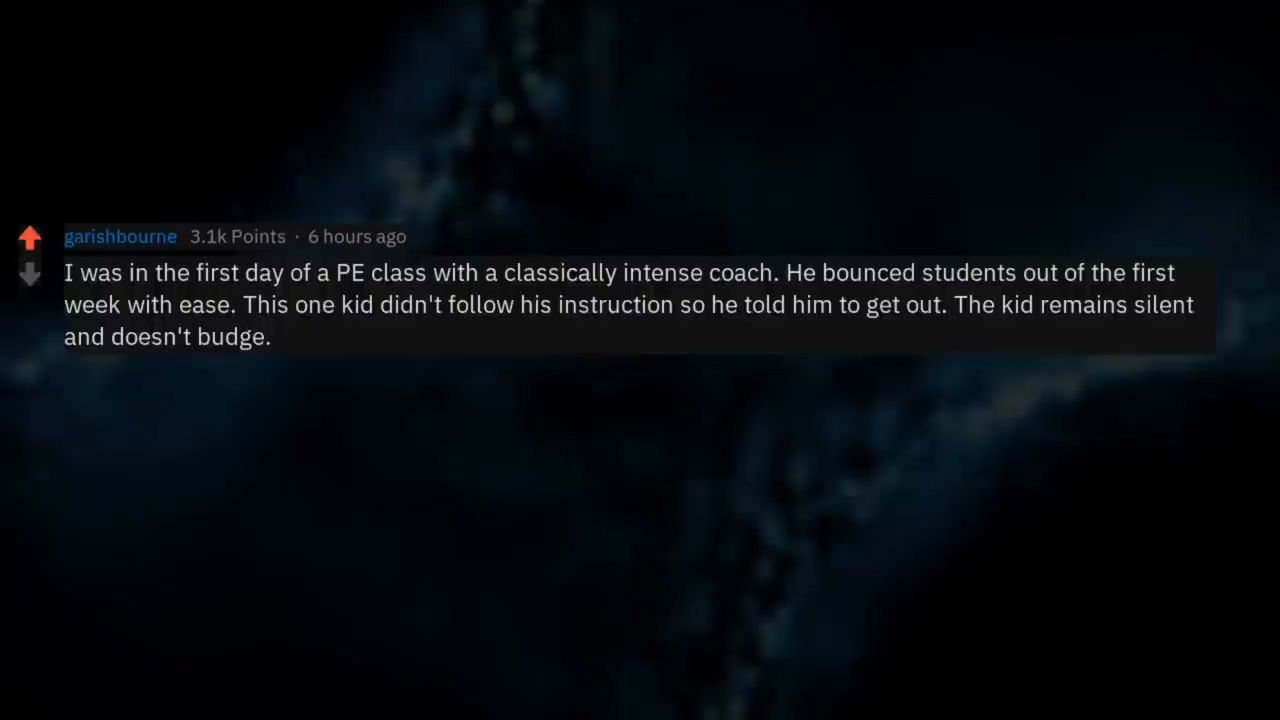 garishbourne 3.1k Points · 6 hours ago
I was in the first day of a PE class with a classically intense coach. He bounced students out of the first
week with ease. This one kid didn't follow his instruction so he told him to get out. The kid remains silent
and doesn't budge.